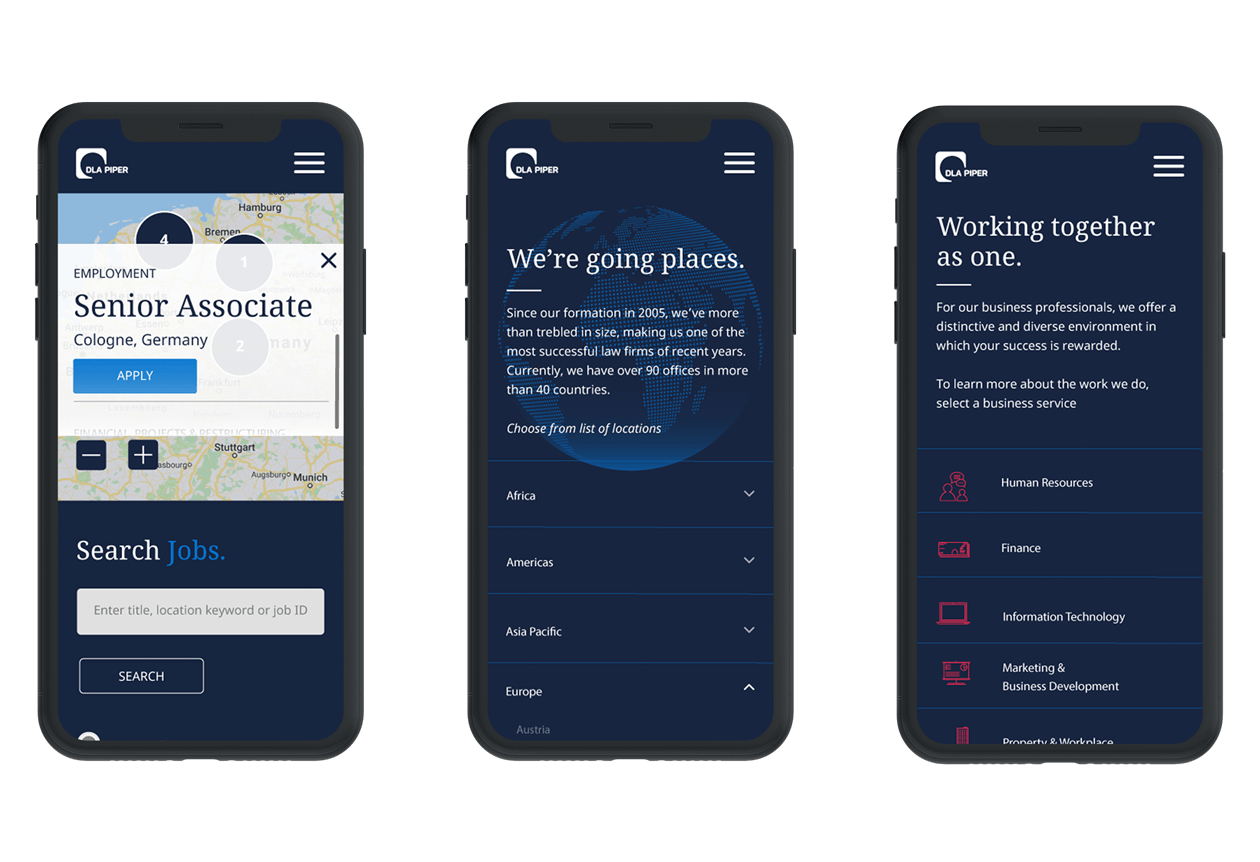 DLA PIPER
Hamburg
Bremen
4
1
EMPLOYMENT
Senior Associate
Cologne, Germany
2
many
APPLY
Frankfurt
FINANCIAL, PROJECTS & RESTRUCTURING
Stuttgart
asbourg
Augsburg
Munich
Search Jobs.
Enter title, location keyword or job ID
SEARCH
DLA PIPER
We’re going places.
Since our formation in 2005, we’ve more
than trebled in size, making us one of the
most successful law firms of recent years.
Currently, we have over 90 offices in more
than 40 countries.
Choose from list of locations
Africa
Americas
Asia Pacific
Europe
Austria
DLA PIPER
Working together
as one.
For our business professionals, we offer a
distinctive and diverse environment in
which your success is rewarded.
To learn more about the work we do,
select a business service
Human Resources
Finance
Information Technology
Marketing &
Business Development
Property & Workplace